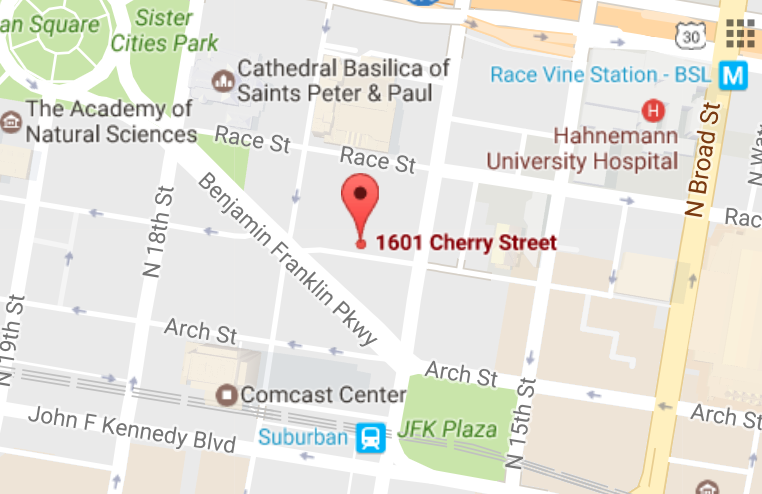 an Square
Sister
Cities Park
30
Cathedral Basilica of
Saints Peter & Paul
Race Vine Station - BSL
M
The Academy of
Natural Sciences
H
Hahnemann
University Hospital
Race St
Race St
N Broad St
Rac
N 18th St
Benjamin Franklin Pkwy
1601 Cherry Street
N 19th St
Arch St
Arch St
Arch St
Comcast Center
N 15th St
John F Kennedy Blvd
Suburban
JFK Plaza